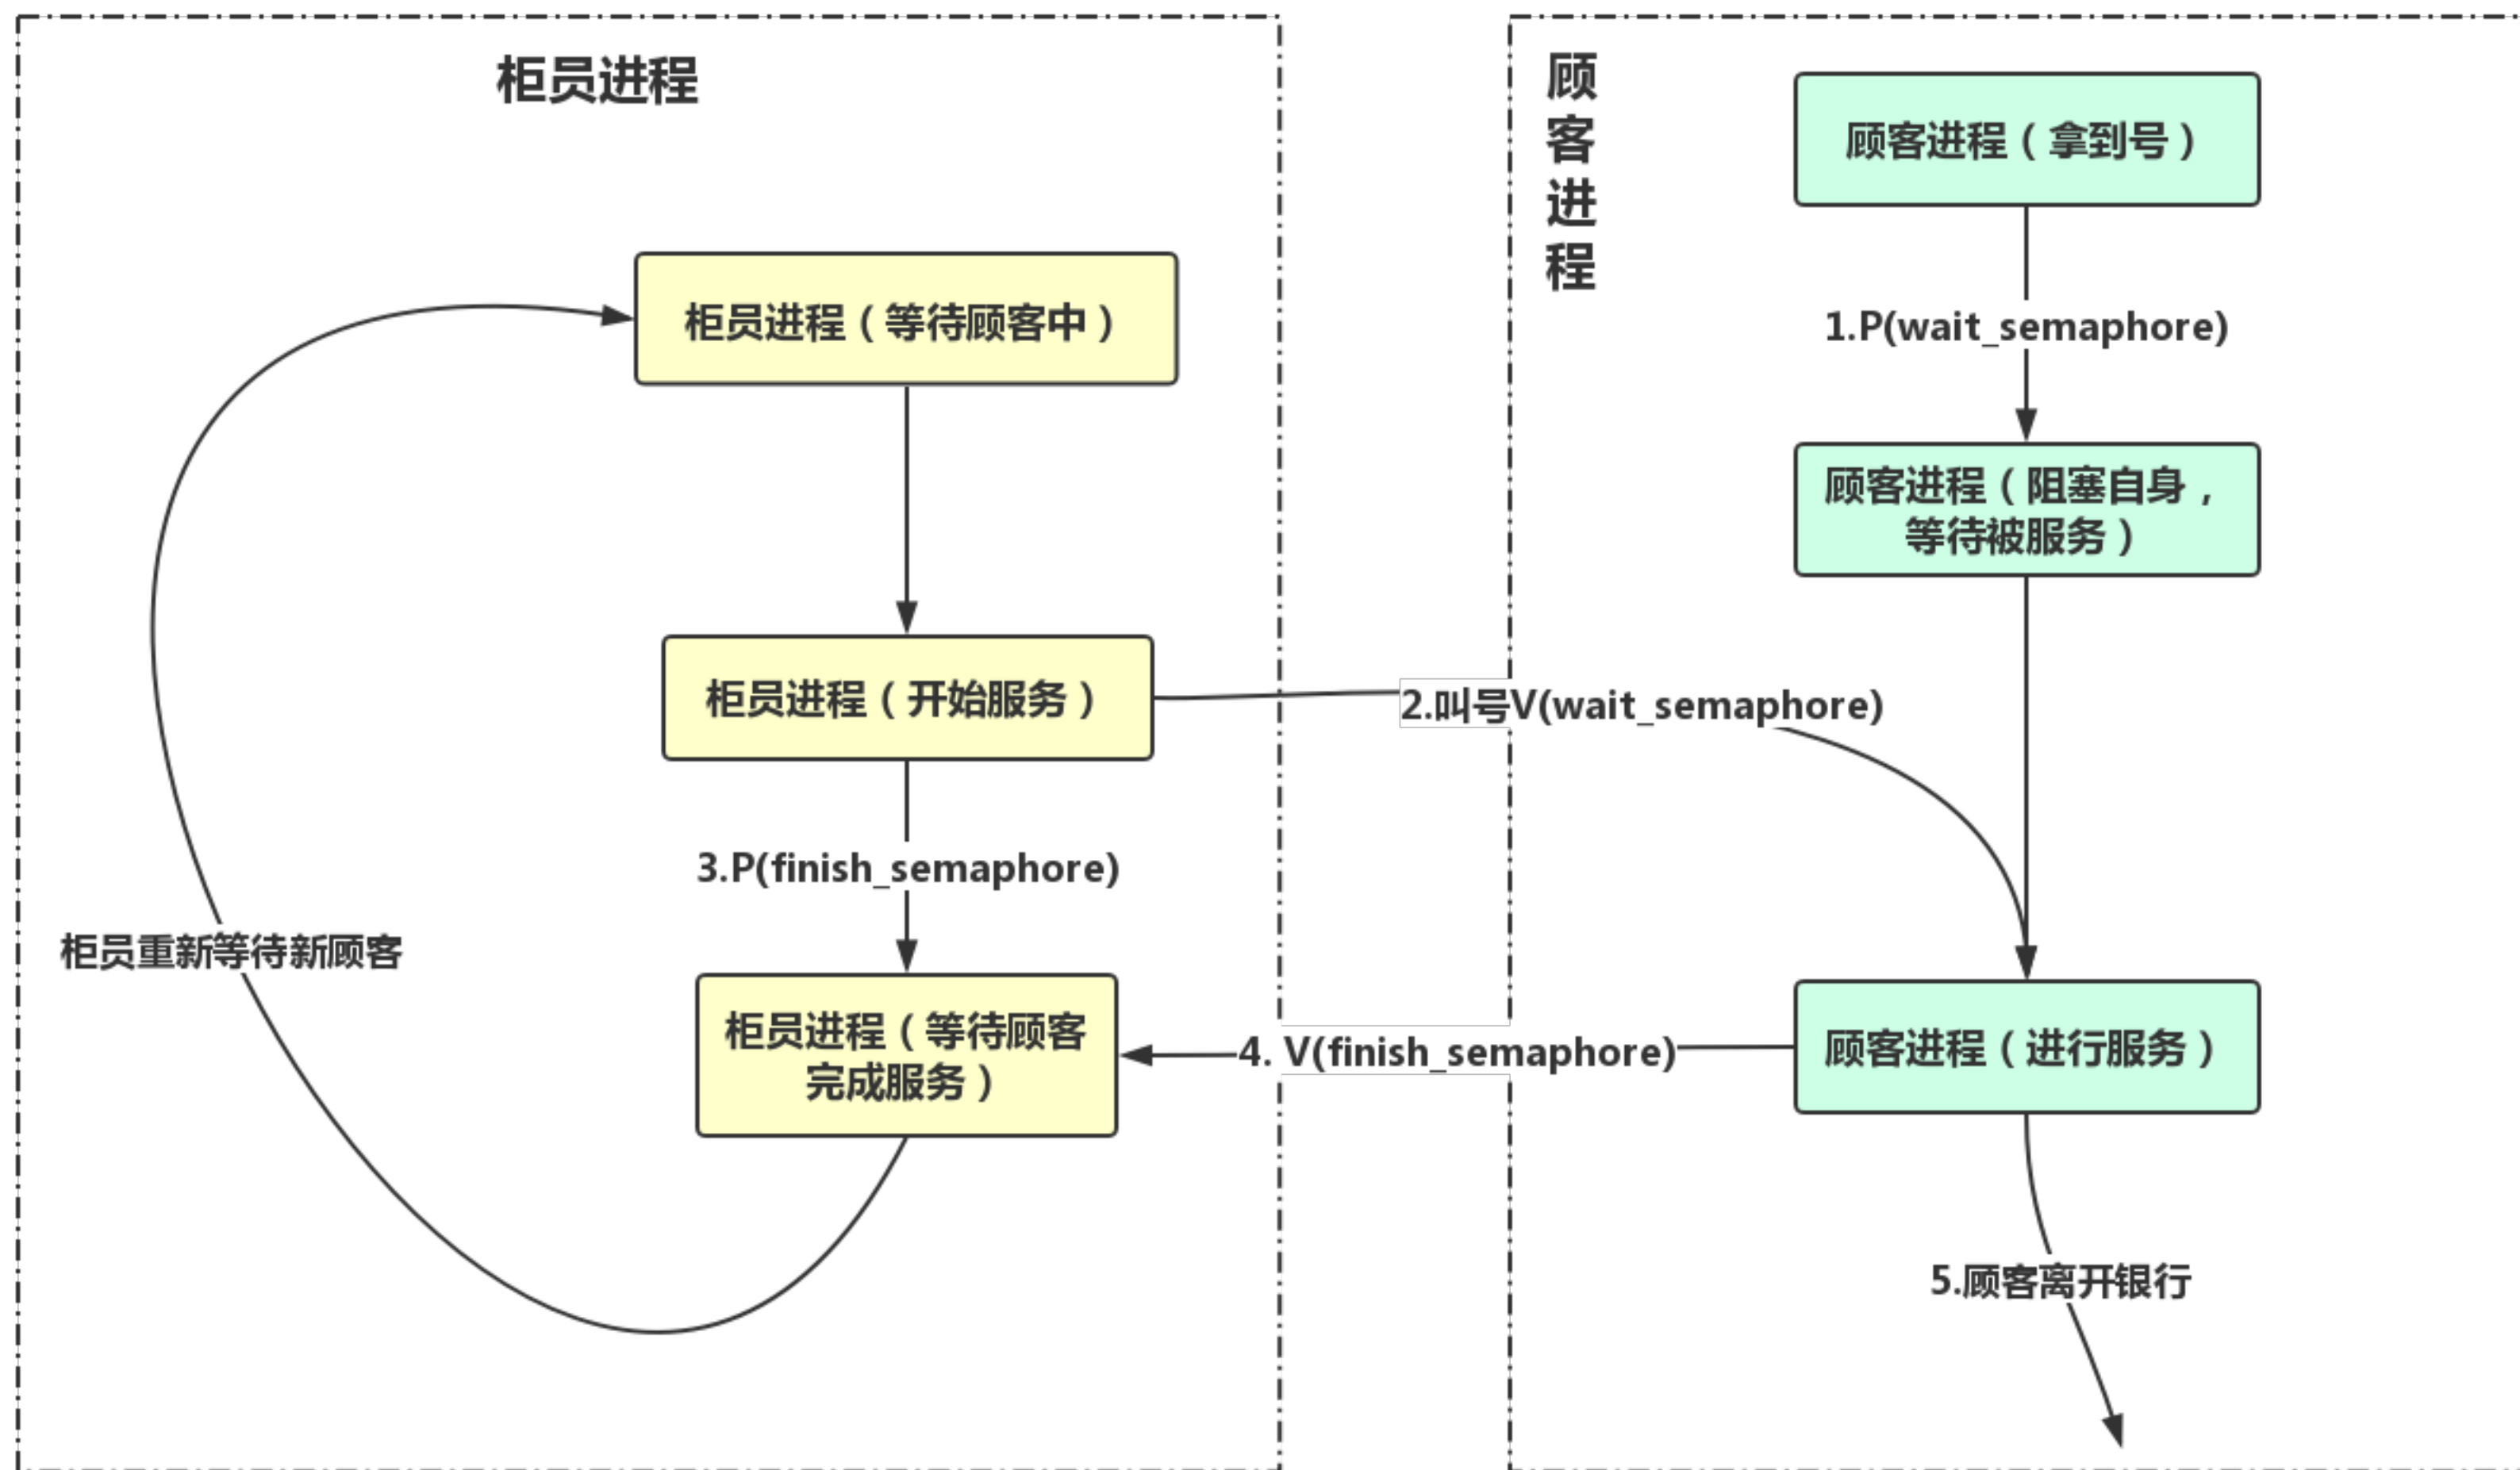 柜员进程
柜员进程（等待顾客中）
柜员进程（开始服务）
3.P(finish_semaphore)
柜员重新等待新顾客
柜员进程（等待顾客
完成服务）
2.叫号V(wait_semaphore)
4. V(finish_semaphore)
顾
客
进
程
顾客进程（拿到号）
1.P(wait_semaphore)
顾客进程（阻塞自身，
等待被服务）
顾客进程（进行服务）
5.顾客离开银行